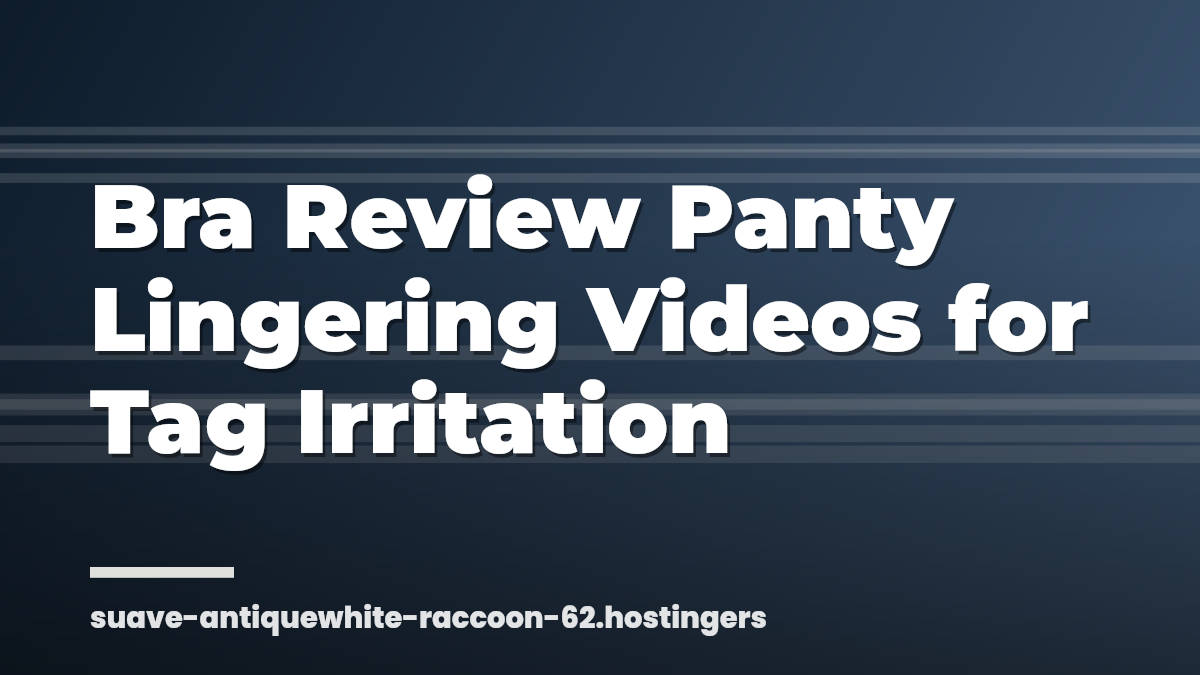 Bra Review Panty
Lingering Videos for
Tag Irritation
suave-antiquewhite-raccoon-62.hostingers